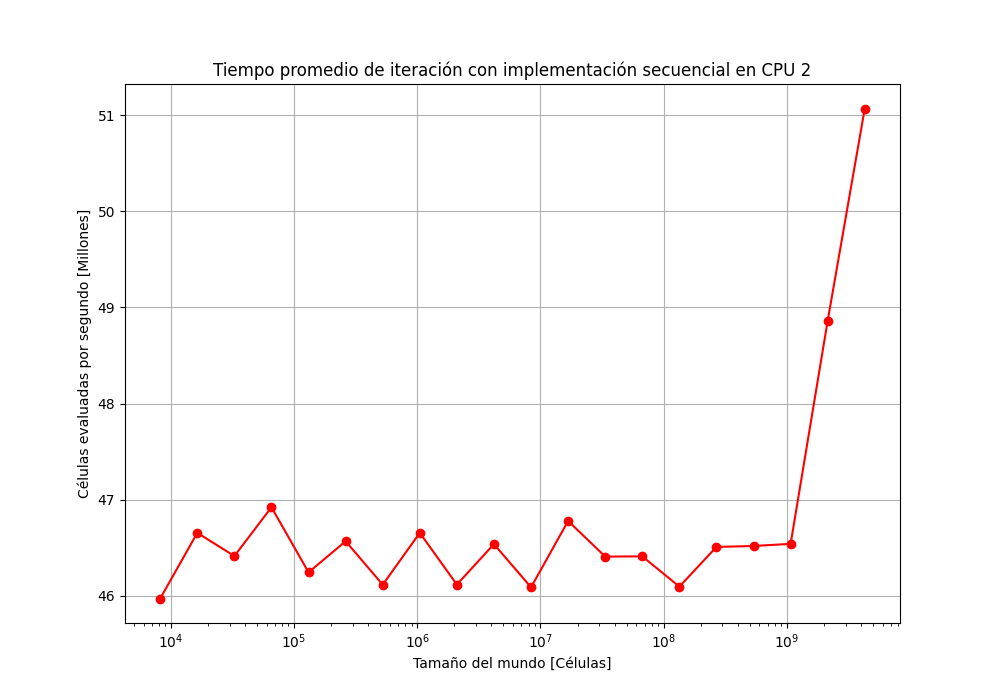 Tiempo promedio de iteración con implementación secuencial en CPU 2
Células evaluadas por segundo [Millones]
51
50
49
48
47
46
10⁴ 10⁵ 10⁶ 10⁷ 10⁸ 10⁹
Tamaño del mundo [Células]